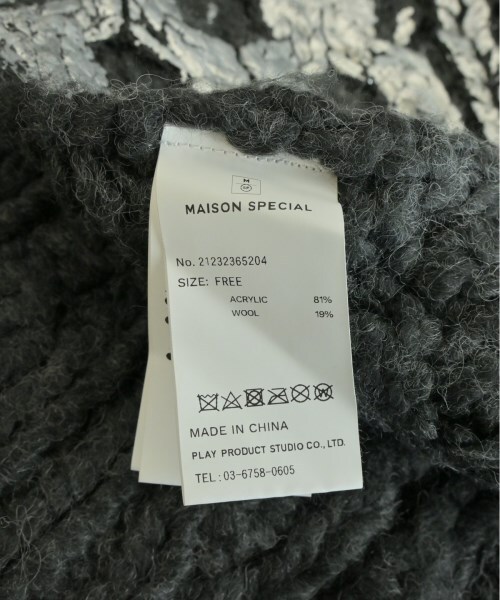 MAISON SPECIAL
No. 21232365204
SIZE: FREE
ACRYLIC 81%
WOOL 19%
MADE IN CHINA
PLAY PRODUCT STUDIO CO., LTD.
TEL : 03-6758-0605